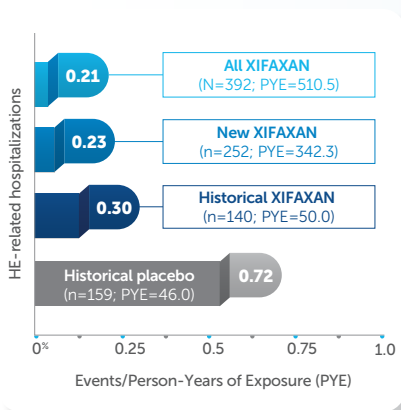 HE-related hospitalizations
0.21
All XIFAXAN
(N=392; PYE=510.5)
0.23
New XIFAXAN
(n=252; PYE=342.3)
0.30
Historical XIFAXAN
(n=140; PYE=50.0)
Historical placebo
(n=159; PYE=46.0)
0.72
0% 0.25 0.5 0.75 1.0
Events/Person-Years of Exposure (PYE)